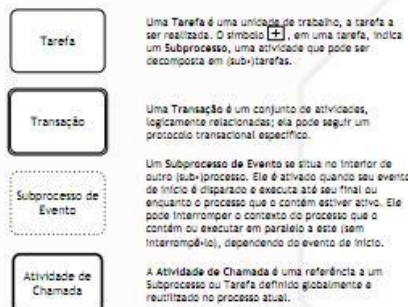 Tarefa
Uma Tarefa é uma unidade de trabalho, a tarefa a
ser realizada. O símbolo +, em uma tarefa, indica
um Subprocesso, uma atividade que pode ser
decomposta em (sub-)tarefas.
Transação
Uma Transação é um conjunto de atividades,
logicamente relacionadas; ela pode seguir um
protocolo transacional específico.
Subprocesso de
Evento
Um Subprocesso de Evento se situa no interior de
outro (sub-)processo. Ele é ativado quando seu evento
de início é disparado e executa até seu final ou
enquanto o processo que o contém estiver ativo. Ele
pode interromper o contexto do processo que o
contém ou executar em paralelo a este (sem
interrompê-lo), dependendo do evento de início.
Atividade de
Chamada
A Atividade de Chamada é uma referência a um
Subprocesso ou Tarefa definido globalmente e
reutilizado no processo atual.